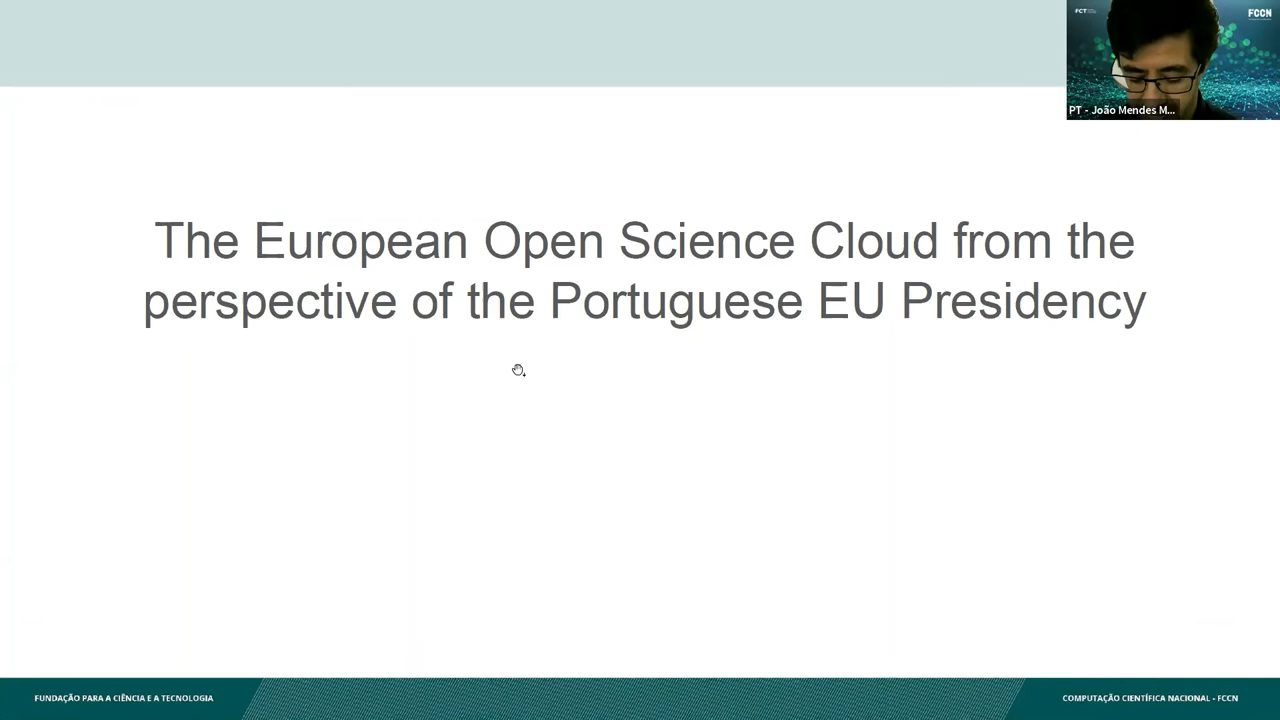 FCT
FCCN
PT - João Mendes M...
The European Open Science Cloud from the
perspective of the Portuguese EU Presidency
FUNDAÇÃO PARA A CIÊNCIA E A TECNOLOGIA
COMPUTAÇÃO CIENTÍFICA NACIONAL - FCCN